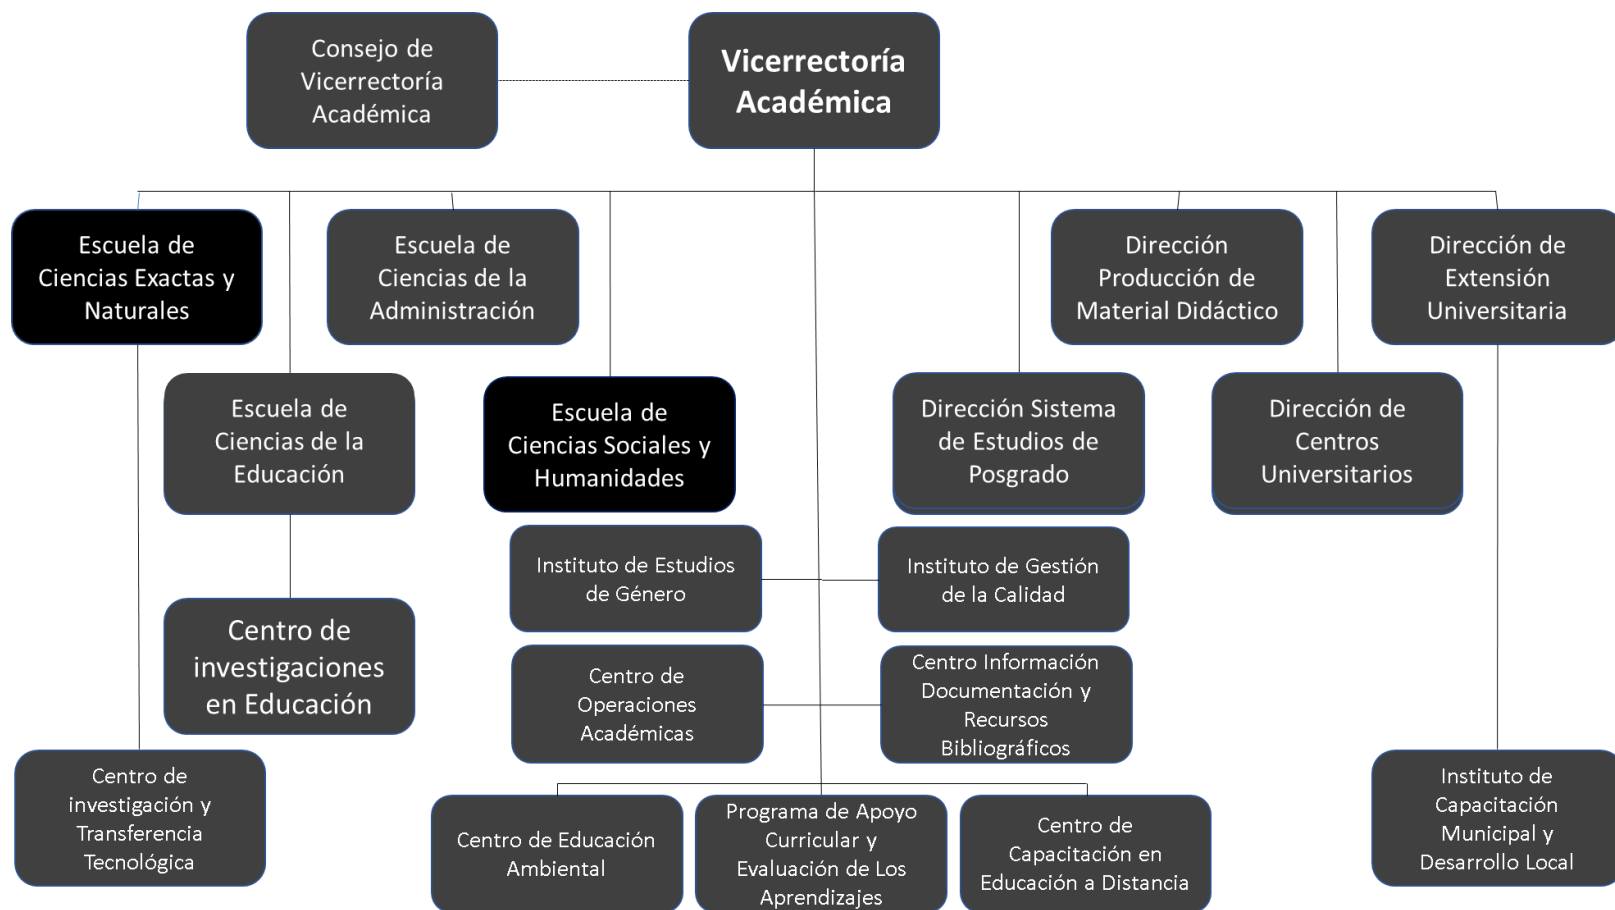 Consejo de
Vicerrectoría
Académica
Vicerrectoría
Académica
Escuela de
Ciencias Exactas y
Naturales
Escuela de
Ciencias de la
Administración
Dirección
Producción de
Material Didáctico
Dirección de
Extensión
Universitaria
Escuela de
Ciencias de la
Educación
Escuela de
Ciencias Sociales y
Humanidades
Dirección Sistema
de Estudios de
Posgrado
Dirección de
Centros
Universitarios
Instituto de Estudios
de Género
Instituto de Gestión
de la Calidad
Centro de
investigaciones
en Educación
Centro de
Operaciones
Académicas
Centro Información
Documentación y
Recursos
Bibliográficos
Centro de
investigación y
Transferencia
Tecnológica
Centro de Educación
Ambiental
Programa de Apoyo
Curricular y
Evaluación de Los
Aprendizajes
Centro de
Capacitación en
Educación a Distancia
Instituto de
Capacitación
Municipal y
Desarrollo Local